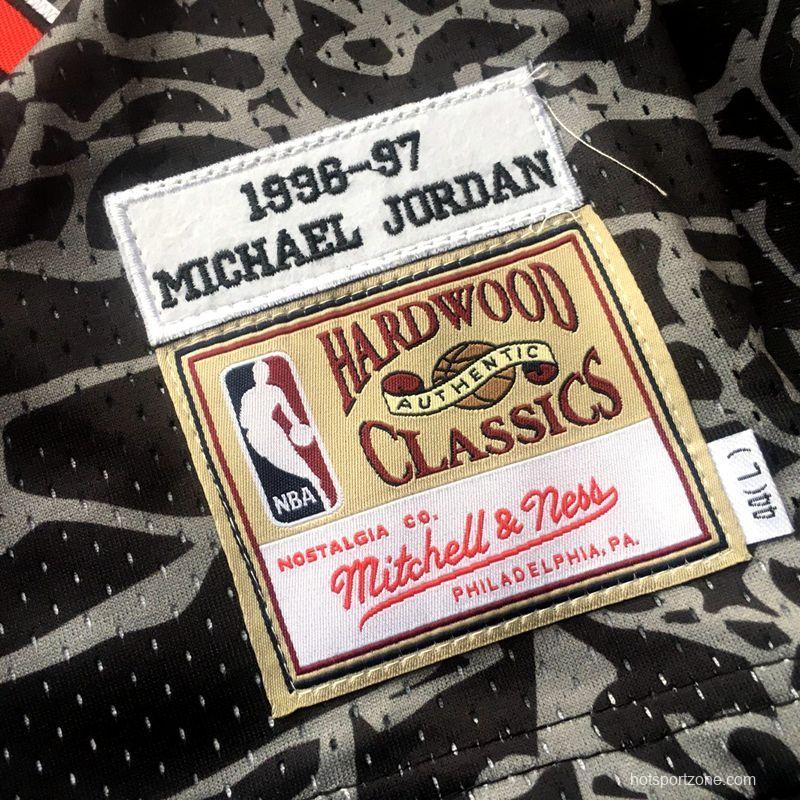 1996-97
MICHAEL JORDAN
HARDWOOD
AUTHENTIC
CLASSICS
NBA
NOSTALGIA CO.
Mitchell & Ness
PHILADELPHIA, PA.
(L)44
hotsportzone.com